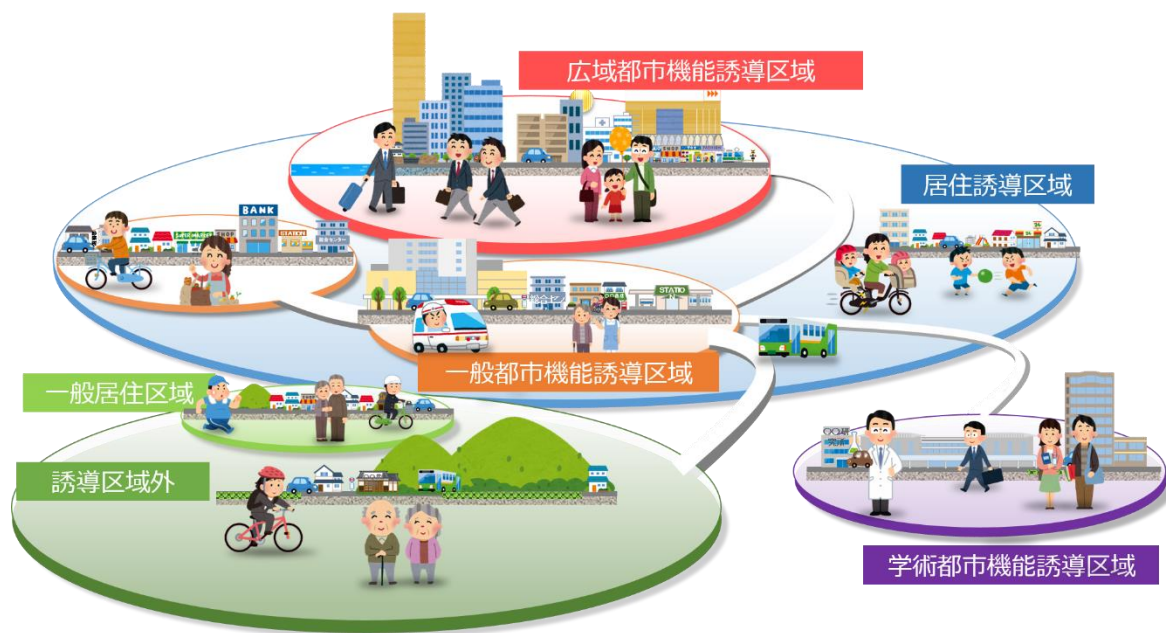 広域都市機能誘導区域
居住誘導区域
BANK
STATION
STATIO
一般都市機能誘導区域
一般居住区域
誘導区域外
学術都市機能誘導区域